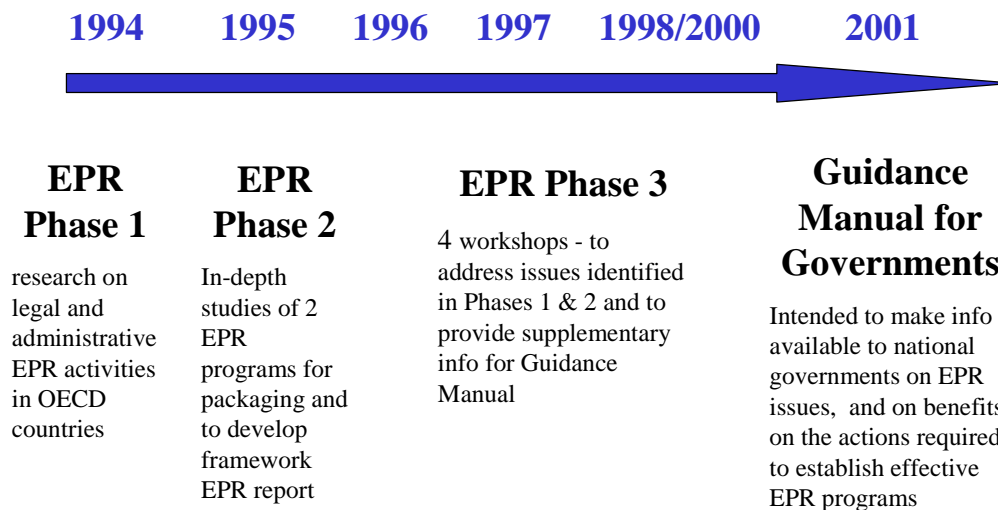 1994 1995 1996 1997 1998/2000 2001
EPR
Phase 1
research on
legal and
administrative
EPR activities
in OECD
countries
EPR
Phase 2
In-depth
studies of 2
EPR
programs for
packaging and
to develop
framework
EPR report
EPR Phase 3
4 workshops - to
address issues identified
in Phases 1 & 2 and to
provide supplementary
info for Guidance
Manual
Guidance
Manual for
Governments
Intended to make info
available to national
governments on EPR
issues, and on benefits
on the actions required
to establish effective
EPR programs